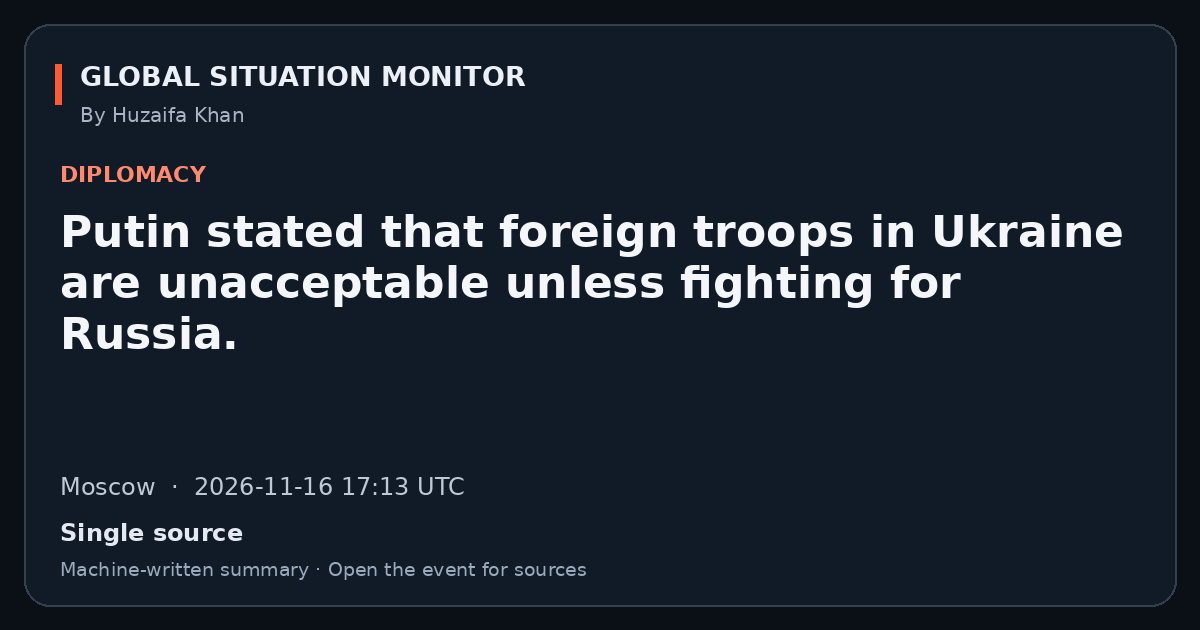 GLOBAL SITUATION MONITOR
By Huzaifa Khan
DIPLOMACY
Putin stated that foreign troops in Ukraine
are unacceptable unless fighting for
Russia.
Moscow · 2026-11-16 17:13 UTC
Single source
Machine-written summary · Open the event for sources